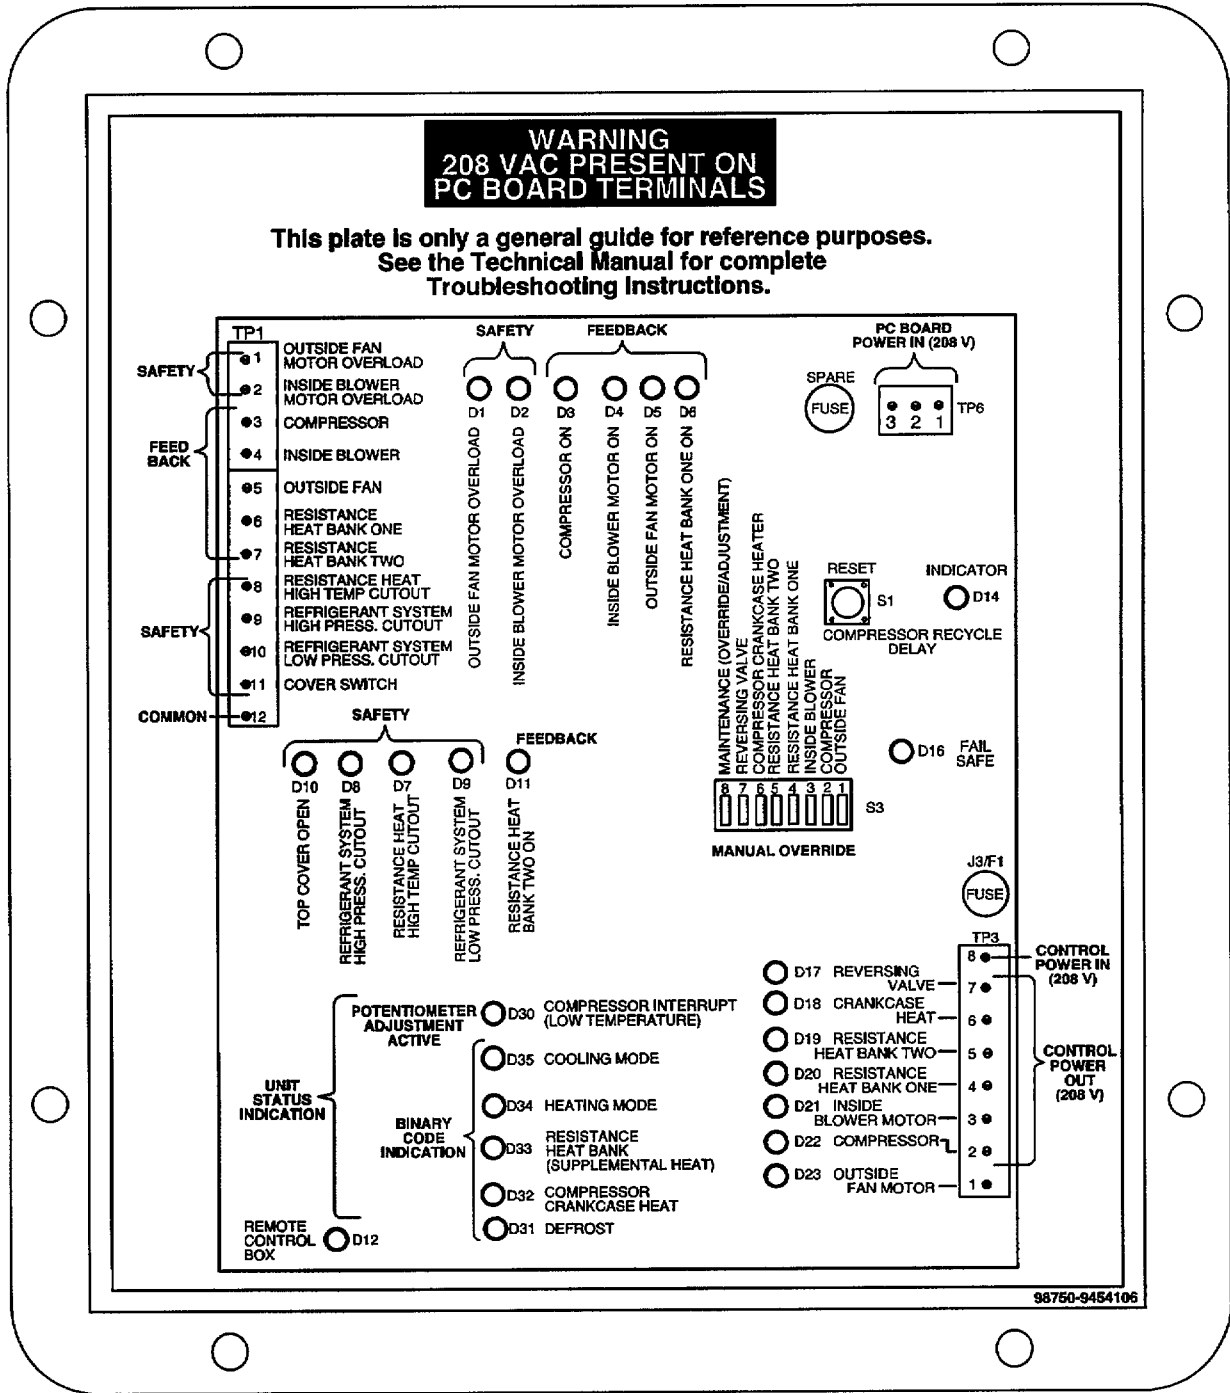 WARNING
208 VAC PRESENT ON
PC BOARD TERMINALS
This plate is only a general guide for reference purposes.
See the Technical Manual for complete
Troubleshooting Instructions.
TP1
SAFETY
1 OUTSIDE FAN
MOTOR OVERLOAD
2 INSIDE BLOWER
MOTOR OVERLOAD
FEED
BACK
3 COMPRESSOR
4 INSIDE BLOWER
5 OUTSIDE FAN
6 RESISTANCE
HEAT BANK ONE
7 RESISTANCE
HEAT BANK TWO
SAFETY
8 RESISTANCE HEAT
HIGH TEMP CUTOUT
9 REFRIGERANT SYSTEM
HIGH PRESS. CUTOUT
10 REFRIGERANT SYSTEM
LOW PRESS. CUTOUT
11 COVER SWITCH
COMMON 12
SAFETY
D1
OUTSIDE FAN MOTOR OVERLOAD
D2
INSIDE BLOWER MOTOR OVERLOAD
FEEDBACK
D3
COMPRESSOR ON
D4
INSIDE BLOWER MOTOR ON
D5
OUTSIDE FAN MOTOR ON
D6
RESISTANCE HEAT BANK ONE ON
PC BOARD
POWER IN (208 V)
SPARE
FUSE
3 2 1
TP6
RESET
S1
INDICATOR
D14
COMPRESSOR RECYCLE
DELAY
MAINTENANCE (OVERRIDE/ADJUSTMENT)
REVERSING VALVE
COMPRESSOR CRANKCASE HEATER
RESISTANCE HEAT BANK TWO
RESISTANCE HEAT BANK ONE
INSIDE BLOWER
COMPRESSOR
OUTSIDE FAN
8 7 6 5 4 3 2 1
S3
MANUAL OVERRIDE
D16 FAIL
SAFE
SAFETY
D10
TOP COVER OPEN
D8
REFRIGERANT SYSTEM
HIGH PRESS. CUTOUT
D7
RESISTANCE HEAT
HIGH TEMP CUTOUT
D9
REFRIGERANT SYSTEM
LOW PRESS. CUTOUT
FEEDBACK
D11
RESISTANCE HEAT
BANK TWO ON
J3/F1
FUSE
TP3
8 CONTROL
POWER IN
(208 V)
D17 REVERSING
VALVE 7
D18 CRANKCASE
HEAT 6
D19 RESISTANCE
HEAT BANK TWO 5
D20 RESISTANCE
HEAT BANK ONE 4
D21 INSIDE
BLOWER MOTOR 3
D22 COMPRESSOR 2
D23 OUTSIDE
FAN MOTOR 1
CONTROL
POWER
OUT
(208 V)
UNIT
STATUS
INDICATION
POTENTIOMETER
ADJUSTMENT
ACTIVE
D30 COMPRESSOR INTERRUPT
(LOW TEMPERATURE)
BINARY
CODE
INDICATION
D35 COOLING MODE
D34 HEATING MODE
D33 RESISTANCE
HEAT BANK
(SUPPLEMENTAL HEAT)
D32 COMPRESSOR
CRANKCASE HEAT
D31 DEFROST
REMOTE
CONTROL
BOX
D12
98750-9454106